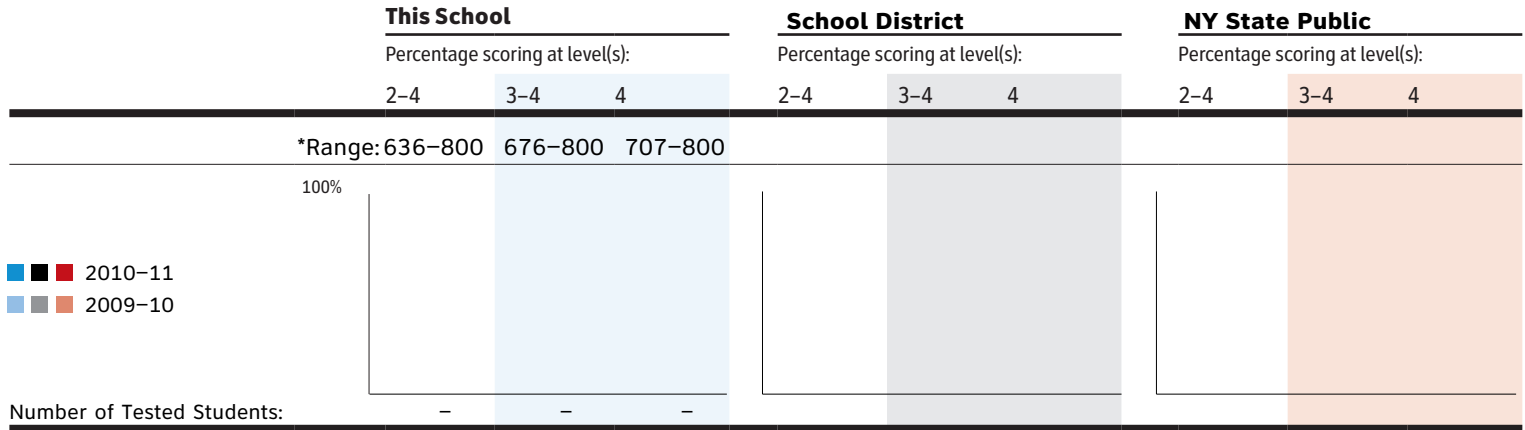 This School School District NY State Public
Percentage scoring at level(s): Percentage scoring at level(s): Percentage scoring at level(s):
2–4 3–4 4 2–4 3–4 4 2–4 3–4 4
*Range: 636–800 676–800 707–800
100%
2010–11
2009–10
Number of Tested Students: – – –